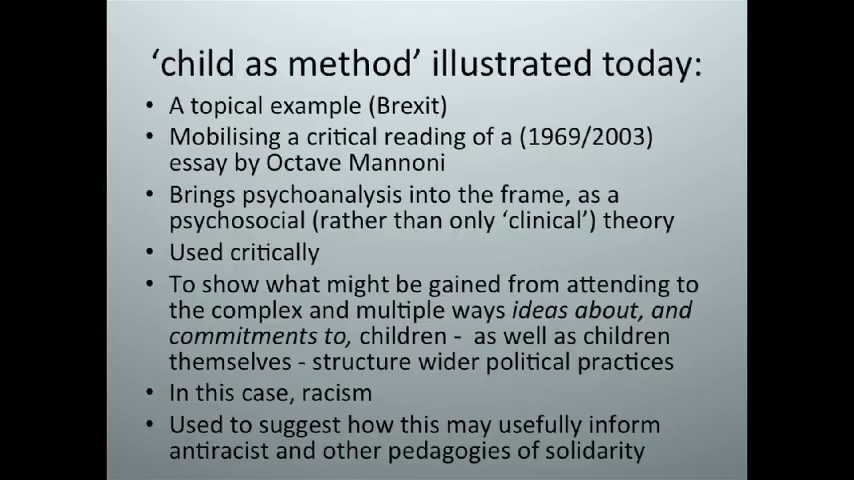 ‘child as method’ illustrated today:
• A topical example (Brexit)
• Mobilising a critical reading of a (1969/2003)
essay by Octave Mannoni
• Brings psychoanalysis into the frame, as a
psychosocial (rather than only ‘clinical’) theory
• Used critically
• To show what might be gained from attending to
the complex and multiple ways ideas about, and
commitments to, children - as well as children
themselves - structure wider political practices
• In this case, racism
• Used to suggest how this may usefully inform
antiracist and other pedagogies of solidarity